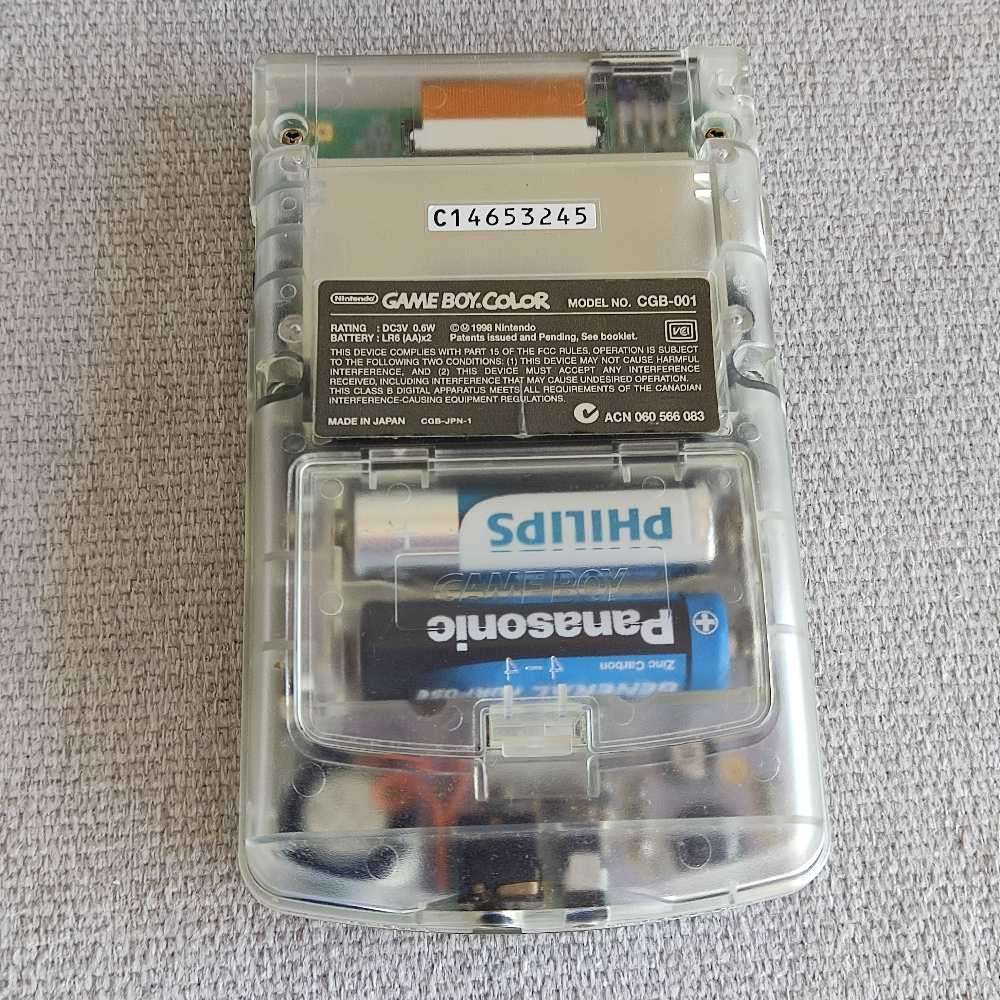 C14653245
Nintendo GAME BOY COLOR MODEL NO. CGB-001
RATING : DC3V 0.6W ©Ⓜ1998 Nintendo
BATTERY : LR6 (AA)x2 Patents issued and Pending, See booklet.
VCI
THIS DEVICE COMPLIES WITH PART 15 OF THE FCC RULES. OPERATION IS SUBJECT
TO THE FOLLOWING TWO CONDITIONS: (1) THIS DEVICE MAY NOT CAUSE HARMFUL
INTERFERENCE, AND (2) THIS DEVICE MUST ACCEPT ANY INTERFERENCE
RECEIVED, INCLUDING INTERFERENCE THAT MAY CAUSE UNDESIRED OPERATION.
THIS CLASS B DIGITAL APPARATUS MEETS ALL REQUIREMENTS OF THE CANADIAN
INTERFERENCE-CAUSING EQUIPMENT REGULATIONS.
MADE IN JAPAN CGB-JPN-1 ACN 060 566 083
PHILIPS
GAME BOY
Panasonic
Zinc Carbon
GENERAL PURPOSE